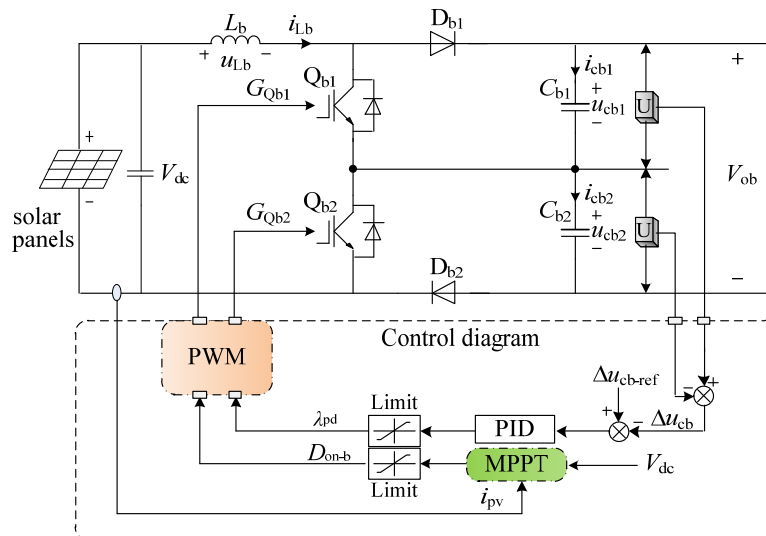 L_b
i_Lb
D_b1
+ u_Lb −
i_cb1
G_Qb1
Q_b1
C_b1
+
u_cb1
−
U
+
+
V_dc
V_ob
−
solar
panels
G_Qb2
Q_b2
i_cb2
C_b2
+
u_cb2
−
U
D_b2
−
Control diagram
PWM
Δu_cb-ref
− +
Limit
λ_pd
PID
+ −
Δu_cb
D_on-b
MPPT
V_dc
Limit
i_pv